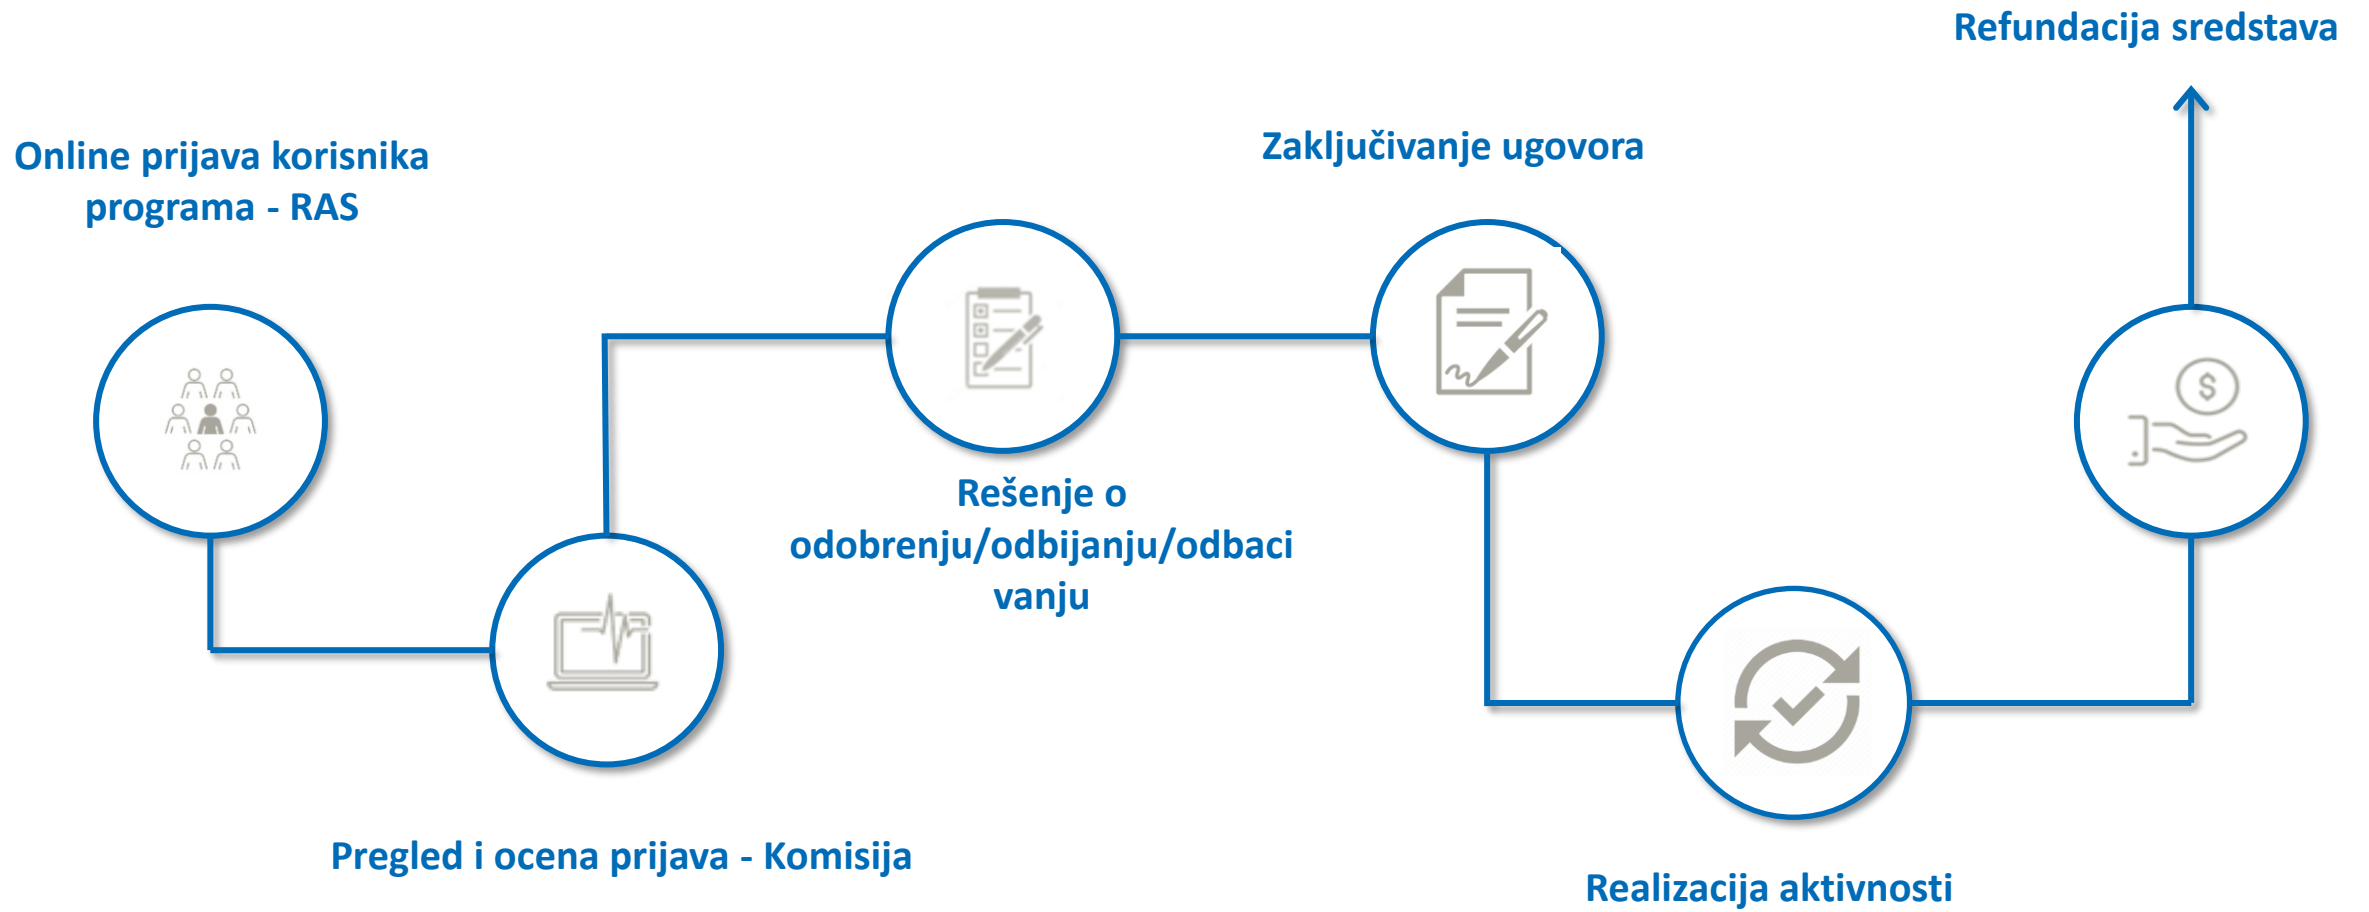 Online prijava korisnika
programa - RAS
Pregled i ocena prijava - Komisija
Rešenje o
odobrenju/odbijanju/odbaci
vanju
Zaključivanje ugovora
Realizacija aktivnosti
Refundacija sredstava
$